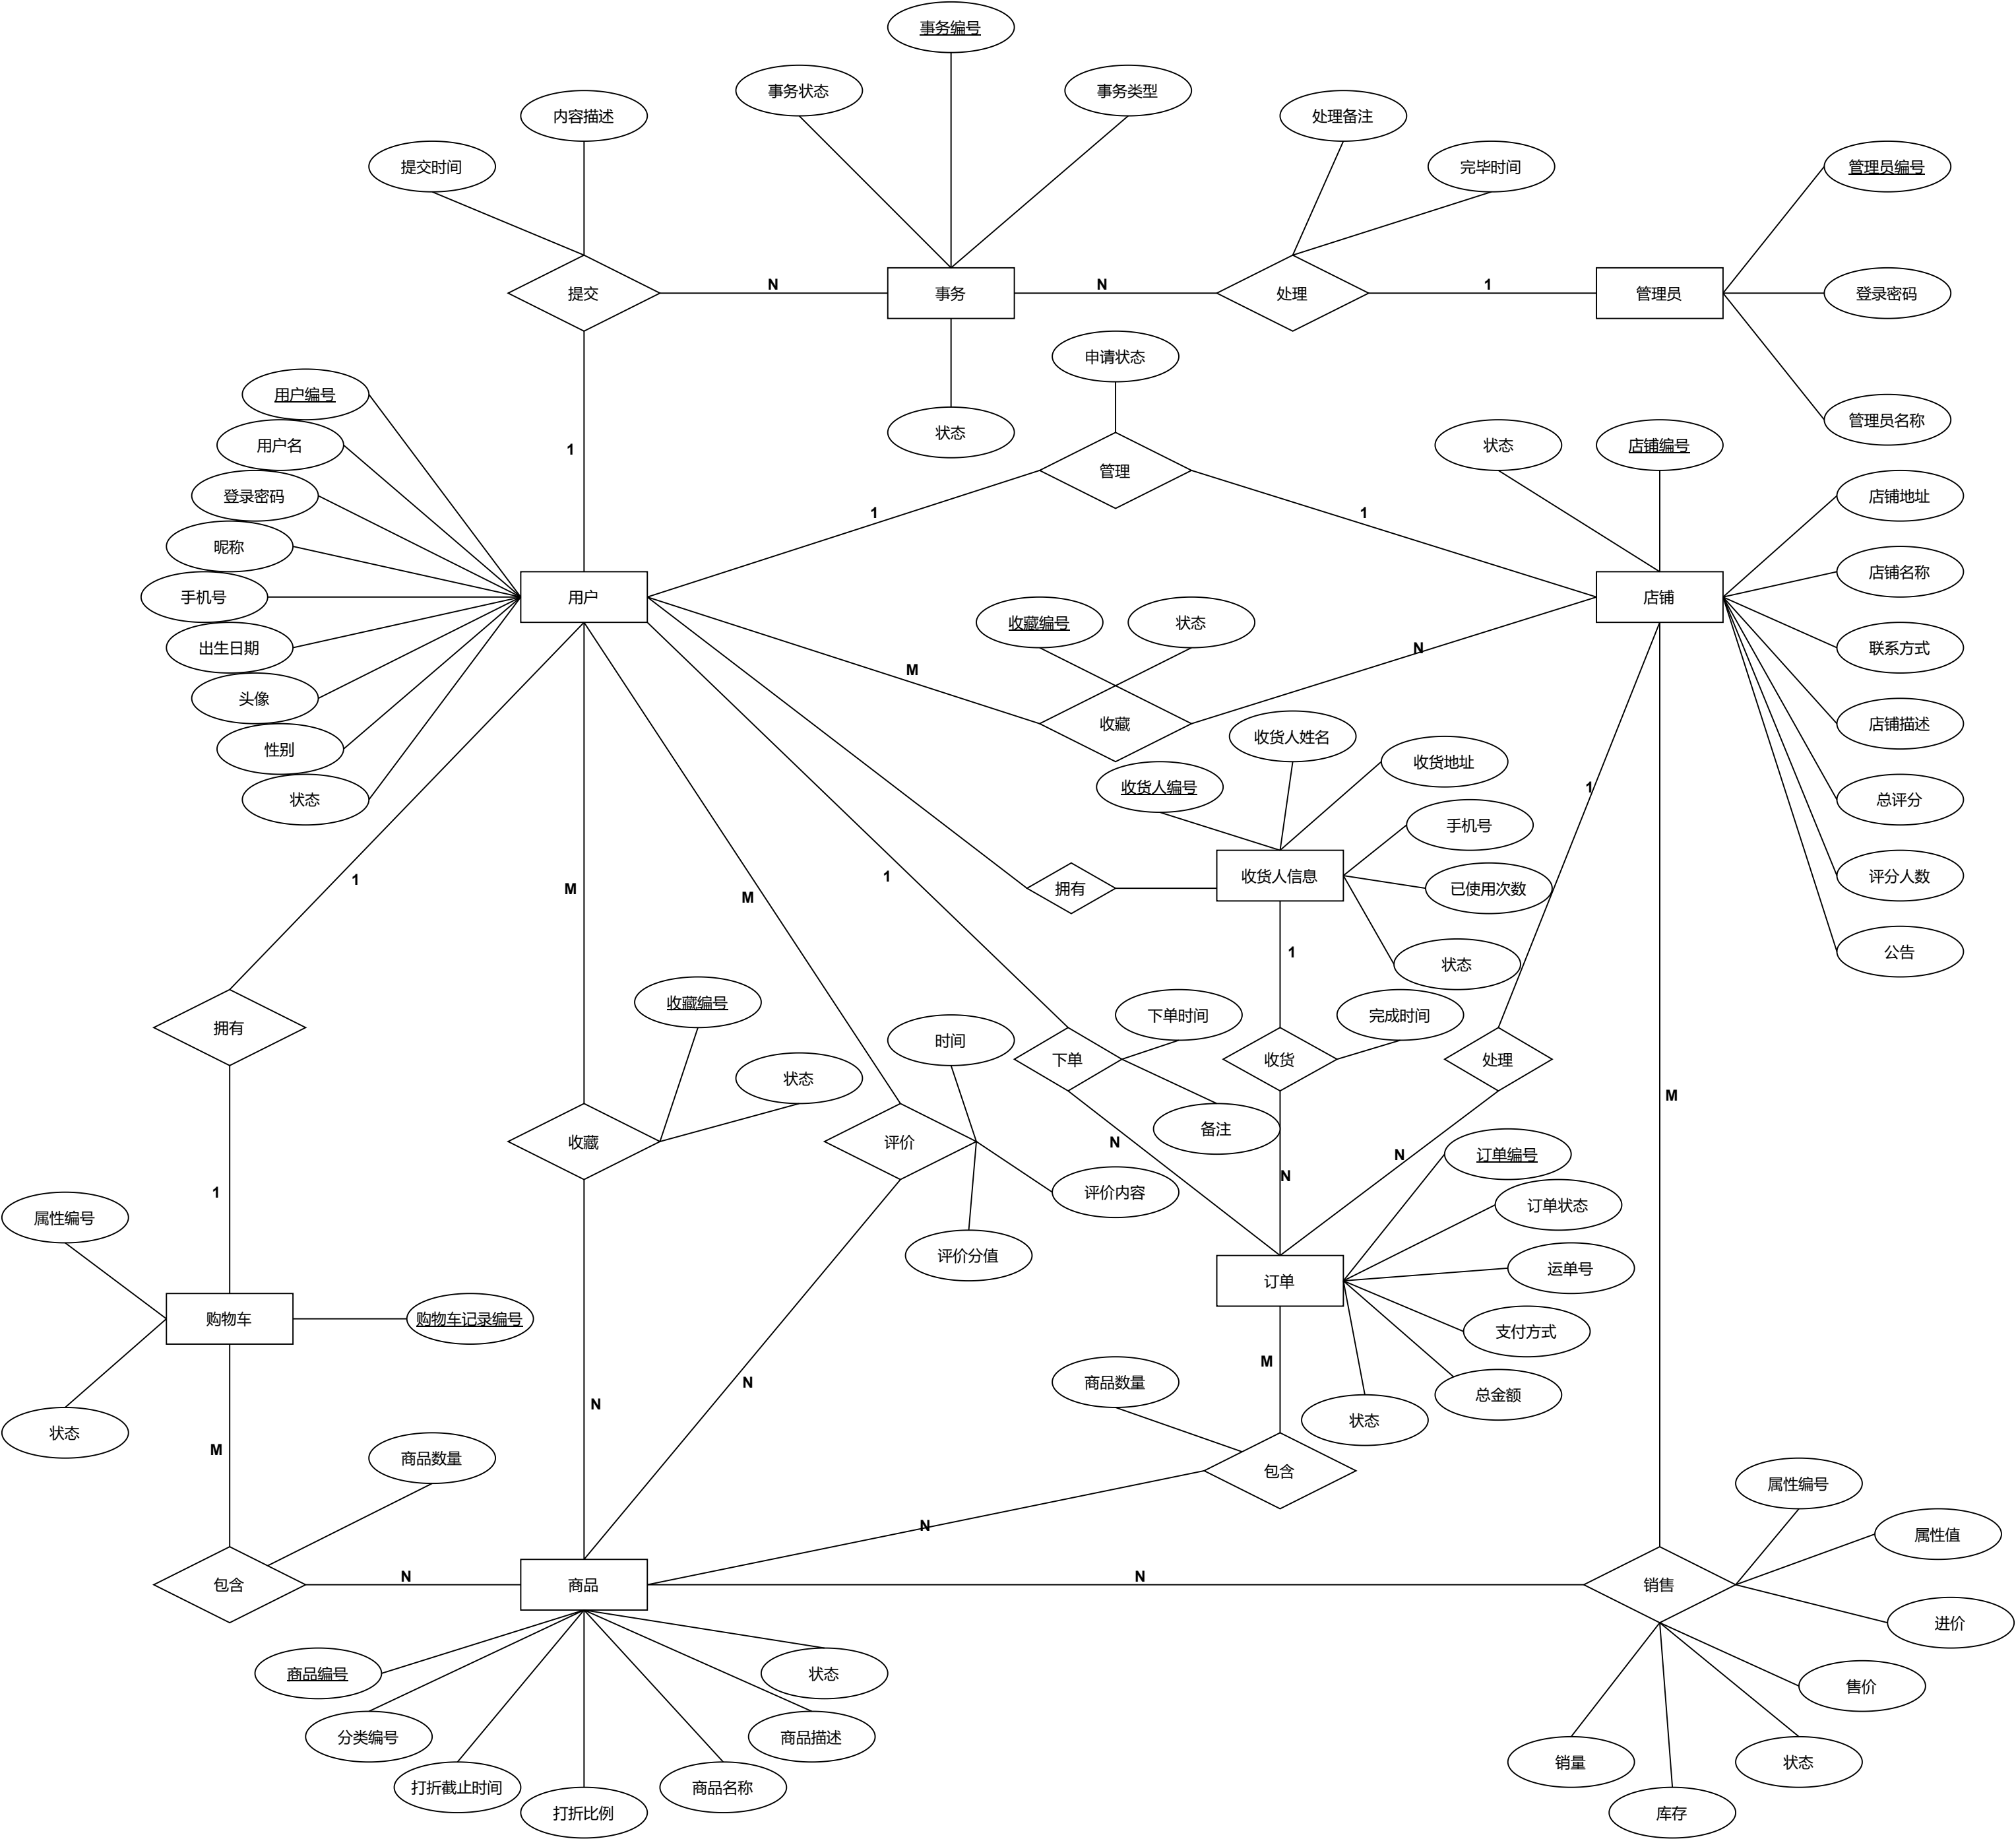 事务编号
事务状态
事务类型
内容描述
处理备注
提交时间
完毕时间
管理员编号
提交
N
事务
N
处理
1
管理员
登录密码
申请状态
用户编号
管理员名称
状态
用户名
1
管理
状态
店铺编号
登录密码
1
1
店铺地址
昵称
店铺名称
手机号
用户
店铺
收藏编号
状态
出生日期
M
N
联系方式
头像
收藏
店铺描述
性别
收货人姓名
收货地址
状态
收货人编号
1
总评分
手机号
1
M
M
1
拥有
收货人信息
已使用次数
评分人数
1
状态
公告
收藏编号
下单时间
完成时间
拥有
时间
状态
下单
收货
处理
M
收藏
评价
N
备注
N
订单编号
1
N
评价内容
订单状态
属性编号
评价分值
订单
运单号
购物车
购物车记录编号
支付方式
M
N
商品数量
总金额
N
状态
状态
M
商品数量
包含
属性编号
N
属性值
包含
N
商品
N
销售
进价
商品编号
状态
售价
分类编号
商品描述
销量
状态
打折截止时间
商品名称
打折比例
库存